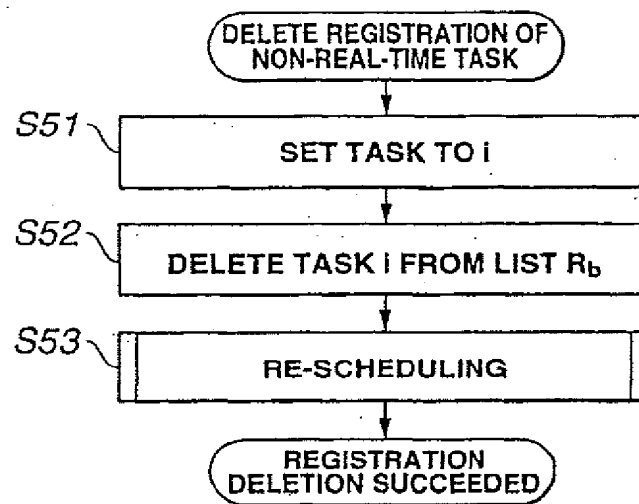 DELETE REGISTRATION OF
NON-REAL-TIME TASK
S51
SET TASK TO i
S52
DELETE TASK i FROM LIST Rb
S53
RE-SCHEDULING
REGISTRATION
DELETION SUCCEEDED